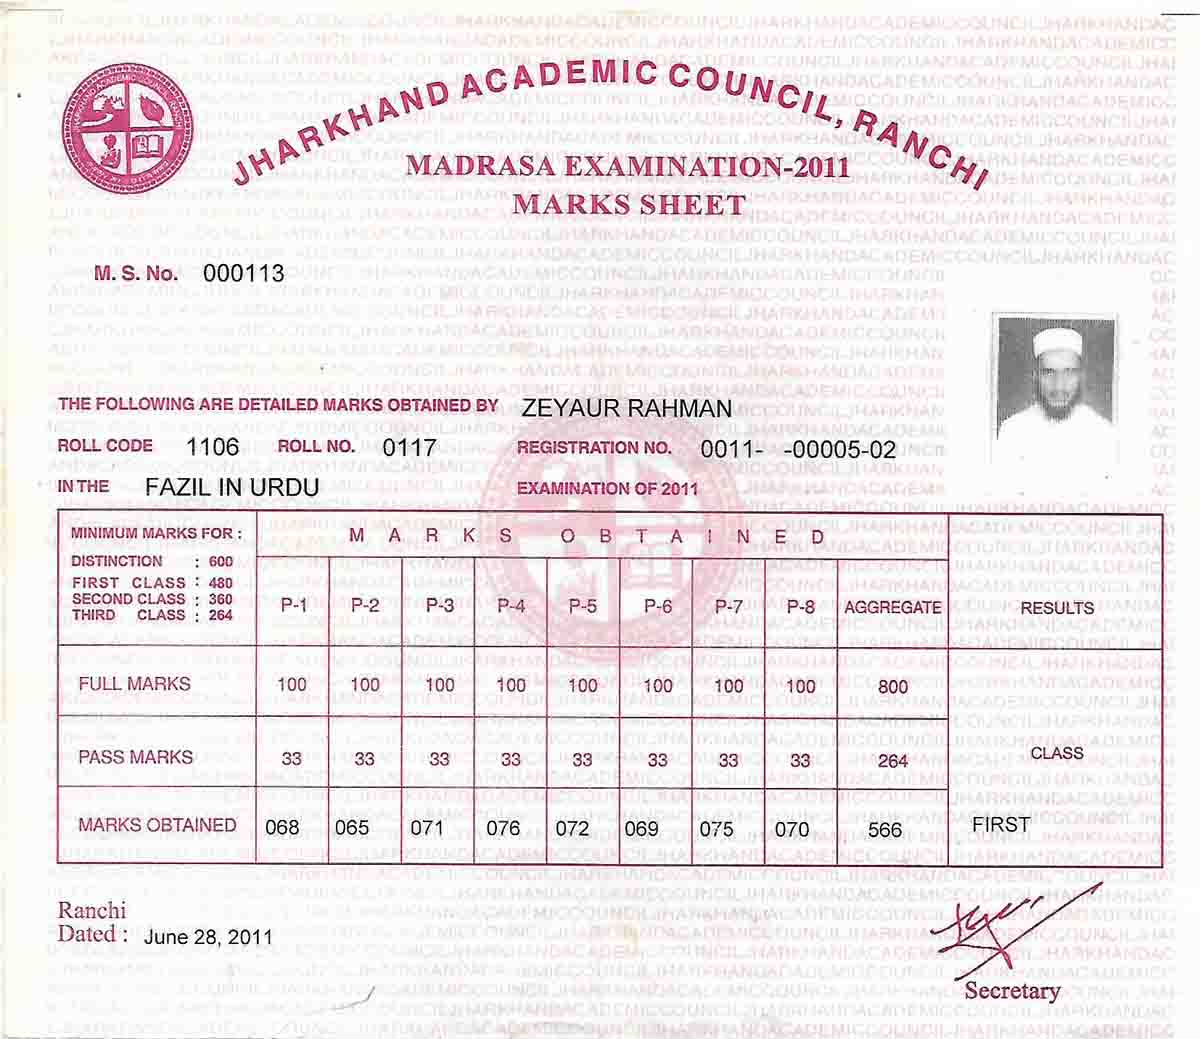 JHARKHAND ACADEMIC COUNCIL, RANCHI
MADRASA EXAMINATION-2011
MARKS SHEET
M. S. No. 000113
THE FOLLOWING ARE DETAILED MARKS OBTAINED BY ZEYAUR RAHMAN
ROLL CODE 1106 ROLL NO. 0117 REGISTRATION NO. 0011- -00005-02
IN THE FAZIL IN URDU EXAMINATION OF 2011
MINIMUM MARKS FOR : MARKS OBTAINED
DISTINCTION : 600
FIRST CLASS : 480
SECOND CLASS : 360
THIRD CLASS : 264
P-1 P-2 P-3 P-4 P-5 P-6 P-7 P-8 AGGREGATE RESULTS
FULL MARKS 100 100 100 100 100 100 100 100 800
PASS MARKS 33 33 33 33 33 33 33 33 264 CLASS
MARKS OBTAINED 068 065 071 076 072 069 075 070 566 FIRST
Ranchi
Dated : June 28, 2011
Secretary